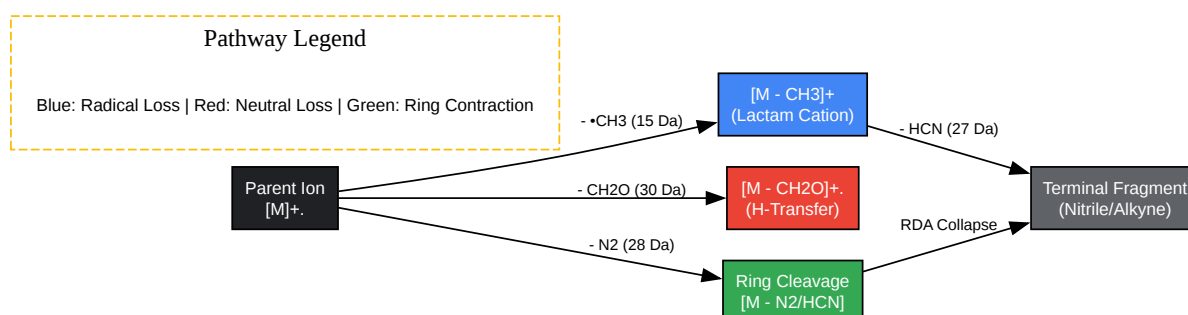 Pathway Legend
Blue: Radical Loss | Red: Neutral Loss | Green: Ring Contraction
[M - CH3]+
(Lactam Cation)
- •CH3 (15 Da)
- HCN (27 Da)
Parent Ion
[M]+.
- CH2O (30 Da)
[M - CH2O]+.
(H-Transfer)
Terminal Fragment
(Nitrile/Alkyne)
- N2 (28 Da)
RDA Collapse
Ring Cleavage
[M - N2/HCN]